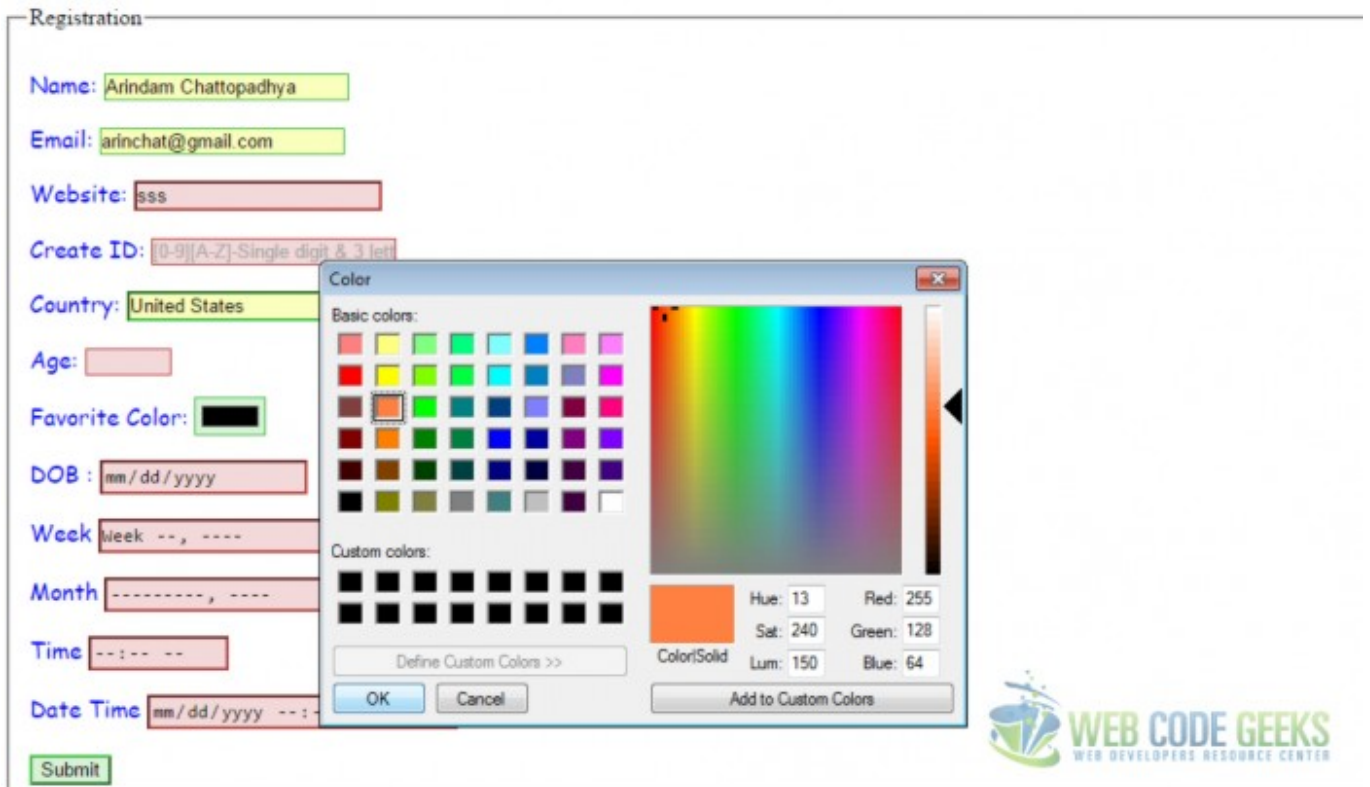 Registration
Name: Arindam Chattopadhya
Email: arinchat@gmail.com
Website: sss
Create ID: [0-9][A-Z]-Single digit & 3 lett
Country: United States
Age:
Favorite Color:
DOB : mm/dd/yyyy
Week Week --, ----
Month ---------, ----
Time --:-- --
Date Time mm/dd/yyyy --:-
Submit
Color
Basic colors:
Custom colors:
Define Custom Colors >>
OK Cancel
Color|Solid
Hue: 13 Red: 255
Sat: 240 Green: 128
Lum: 150 Blue: 64
Add to Custom Colors
WEB CODE GEEKS
WEB DEVELOPERS RESOURCE CENTER